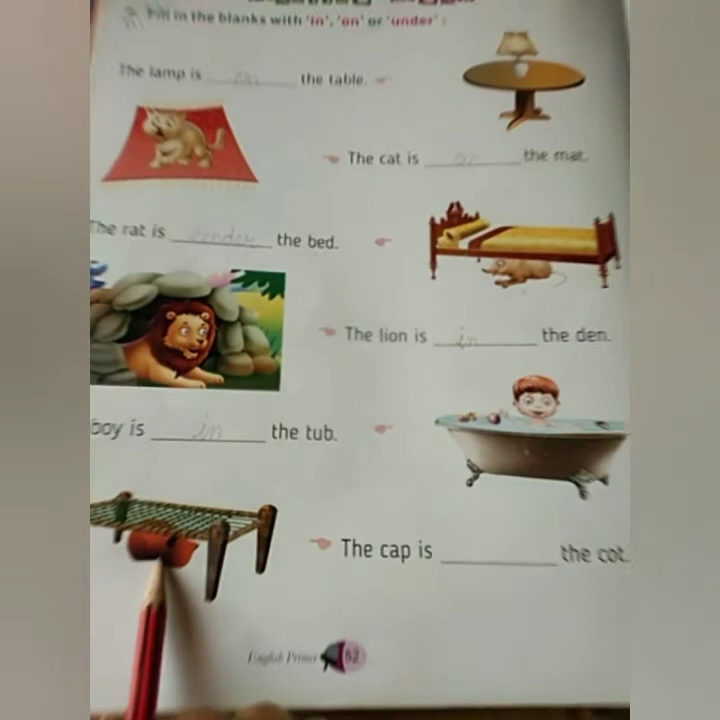 Fill in the blanks with 'in', 'on' or 'under' :
The lamp is on the table.
The cat is on the mat.
The rat is under the bed.
The lion is in the den.
boy is in the tub.
The cap is ________ the cot.
English Primer 52